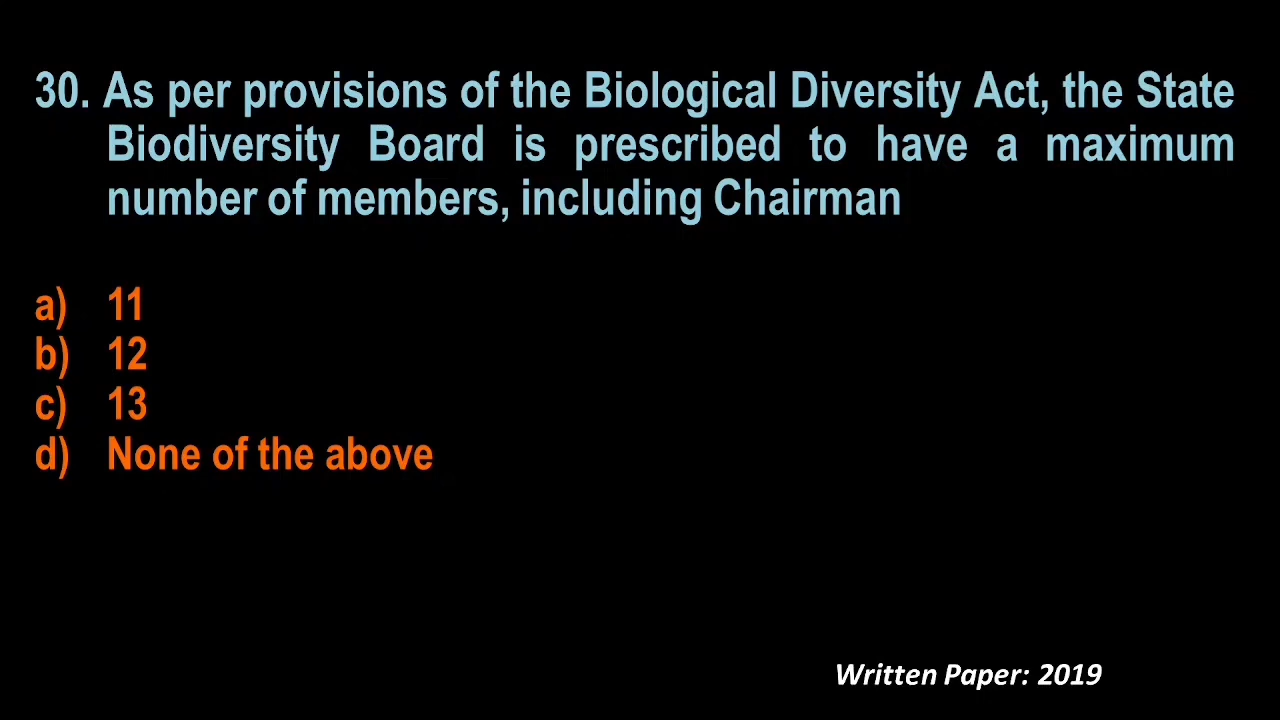 30. As per provisions of the Biological Diversity Act, the State
Biodiversity Board is prescribed to have a maximum
number of members, including Chairman
a) 11
b) 12
c) 13
d) None of the above
Written Paper: 2019